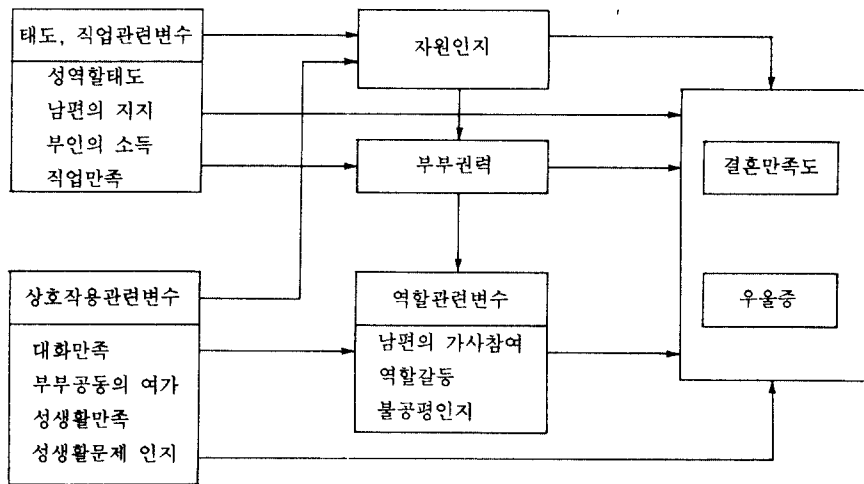 태도, 직업관련변수
성역할태도
남편의 지지
부인의 소득
직업만족
자원인지
부부권력
결혼만족도
우울증
상호작용관련변수
대화만족
부부공동의 여가
성생활만족
성생활문제 인지
역할관련변수
남편의 가사참여
역할갈등
불공평인지